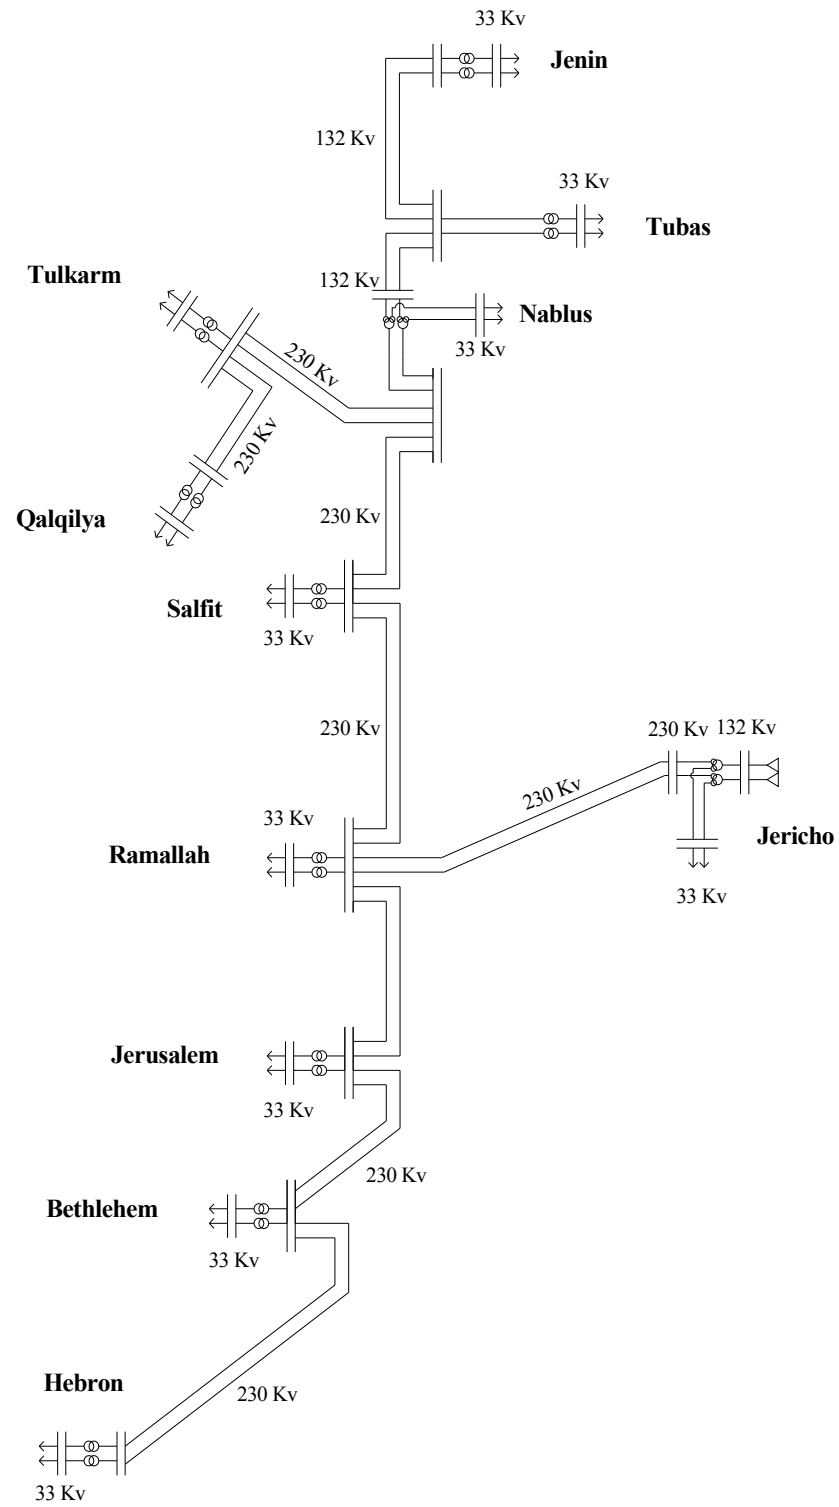 33 Kv
Jenin
132 Kv
33 Kv
Tubas
Tulkarm
132 Kv
Nablus
33 Kv
230 Kv
230 Kv
Qalqilya
230 Kv
Salfit
33 Kv
230 Kv
230 Kv
132 Kv
230 Kv
33 Kv
Ramallah
Jericho
33 Kv
Jerusalem
33 Kv
230 Kv
Bethlehem
33 Kv
Hebron
230 Kv
33 Kv